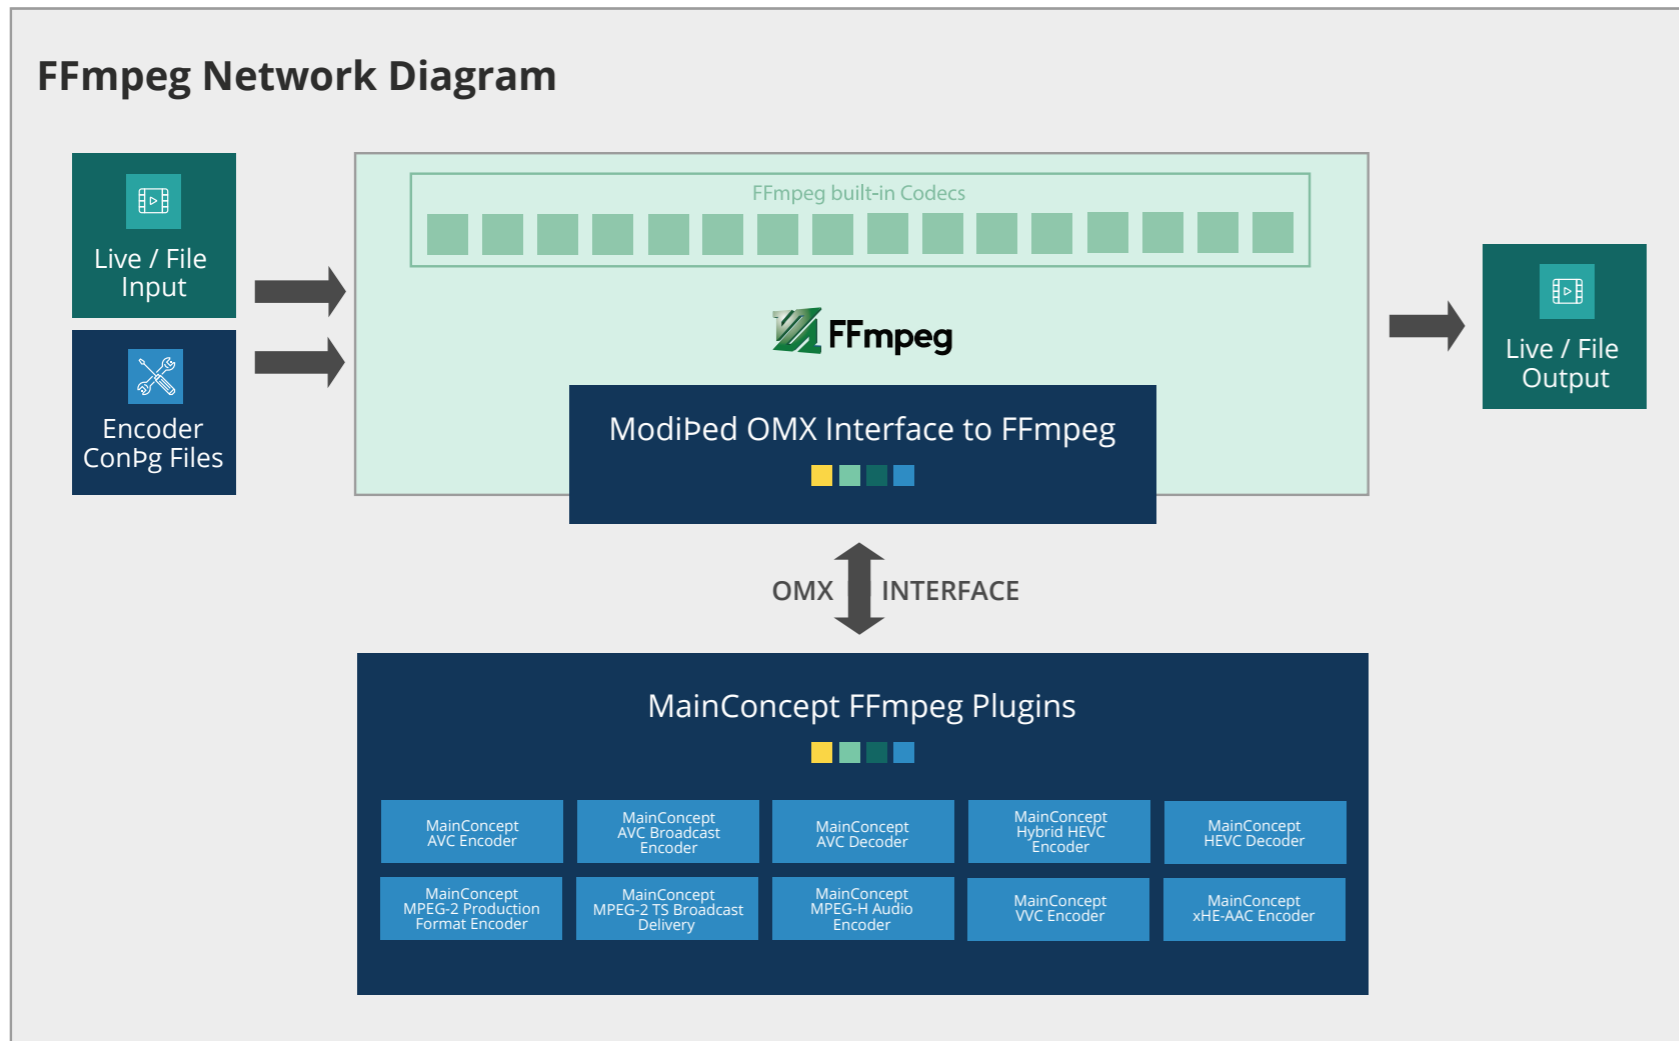 FFmpeg Network Diagram
Live / File
Input
Encoder
ConÞg Files
FFmpeg built-in Codecs
FFmpeg
ModiÞed OMX Interface to FFmpeg
Live / File
Output
OMX INTERFACE
MainConcept FFmpeg Plugins
MainConcept
AVC Encoder
MainConcept
AVC Broadcast
Encoder
MainConcept
AVC Decoder
MainConcept
Hybrid HEVC
Encoder
MainConcept
HEVC Decoder
MainConcept
MPEG-2 Production
Format Encoder
MainConcept
MPEG-2 TS Broadcast
Delivery
MainConcept
MPEG-H Audio
Encoder
MainConcept
VVC Encoder
MainConcept
xHE-AAC Encoder